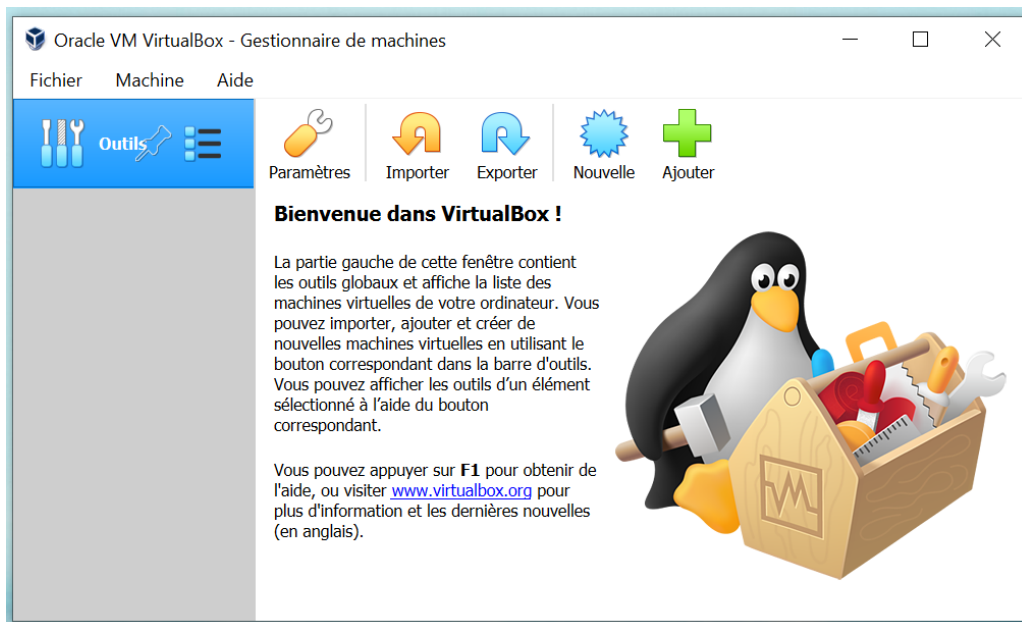 Oracle VM VirtualBox - Gestionnaire de machines
Fichier Machine Aide
Outils
Paramètres Importer Exporter Nouvelle Ajouter
Bienvenue dans VirtualBox !
La partie gauche de cette fenêtre contient
les outils globaux et affiche la liste des
machines virtuelles de votre ordinateur. Vous
pouvez importer, ajouter et créer de
nouvelles machines virtuelles en utilisant le
bouton correspondant dans la barre d'outils.
Vous pouvez afficher les outils d’un élément
sélectionné à l’aide du bouton
correspondant.
Vous pouvez appuyer sur F1 pour obtenir de
l'aide, ou visiter www.virtualbox.org pour
plus d'information et les dernières nouvelles
(en anglais).